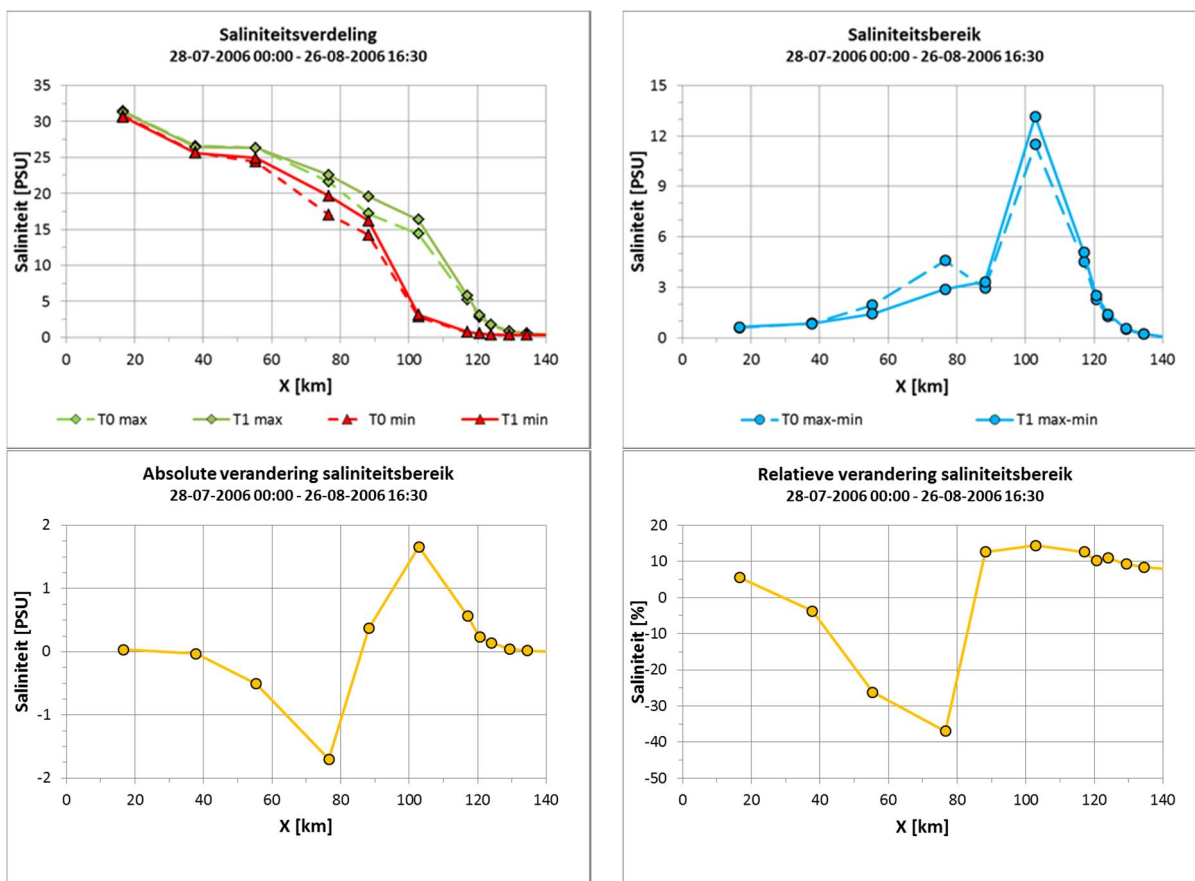 Saliniteitsverdeling
28-07-2006 00:00 - 26-08-2006 16:30
Saliniteit [PSU]
35
30
25
20
15
10
5
0
0 20 40 60 80 100 120 140
X [km]
T0 max T1 max T0 min T1 min
Saliniteitsbereik
28-07-2006 00:00 - 26-08-2006 16:30
Saliniteit [PSU]
15
12
9
6
3
0
0 20 40 60 80 100 120 140
X [km]
T0 max-min T1 max-min
Absolute verandering saliniteitsbereik
28-07-2006 00:00 - 26-08-2006 16:30
Saliniteit [PSU]
2
1
0
-1
-2
0 20 40 60 80 100 120 140
X [km]
Relatieve verandering saliniteitsbereik
28-07-2006 00:00 - 26-08-2006 16:30
Saliniteit [%]
20
10
0
-10
-20
-30
-40
-50
0 20 40 60 80 100 120 140
X [km]